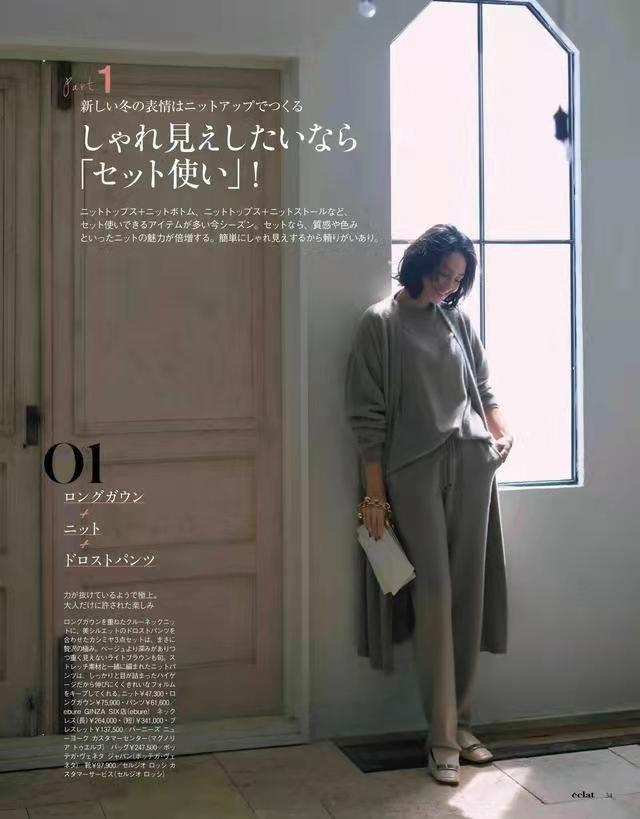 Part 1
新しい冬の表情はニットアップでつくる
しゃれ見えしたいなら
「セット使い」!
ニットトップス+ニットボトム、ニットトップス+ニットストールなど、
セット使いできるアイテムが多い今シーズン。セットなら、質感や色み
といったニットの魅力が倍増する。簡単にしゃれ見えするから頼りがいあり。
01
ロングガウン
+
ニット
+
ドロストパンツ
力が抜けているようで極上。
大人だけに許された楽しみ
ロングガウンを重ねたクルーネックニッ
トに、美シルエットのドロストパンツを
合わせたカシミヤ3点セットは、まさに
贅沢の極み。ベージュより深みがありつ
つ重く見えないライトブラウンも旬。ス
トレッチ素材と一緒に編まれたニットパ
ンツは、しっかりと目が詰まったハイゲ
ージだから伸びにくくきれいなフォルム
をキープしてくれる。ニット¥47,300・ロ
ングガウン¥75,900・パンツ¥61,600/
ebure GINZA SIX店(ebure) ネック
レス(長)¥264,000・(短)¥341,000・ブ
レスレット¥137,500/バーニーズ ニュ
ーヨーク カスタマーセンター(マグノリ
ア トゥエルブ) バッグ¥247,500/ボッ
テガ・ヴェネタ ジャパン(ボッテガ・ヴェ
ネタ) 靴¥97,900/セルジオ ロッシ カ
スタマーサービス(セルジオ ロッシ)
éclat 54